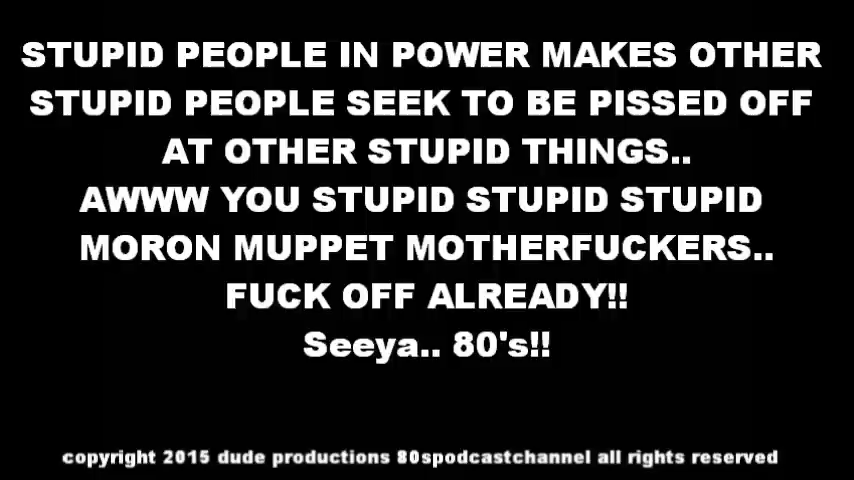 STUPID PEOPLE IN POWER MAKES OTHER
STUPID PEOPLE SEEK TO BE PISSED OFF
AT OTHER STUPID THINGS..
AWWW YOU STUPID STUPID STUPID
MORON MUPPET MOTHERFUCKERS..
FUCK OFF ALREADY!!
Seeya.. 80's!!
copyright 2015 dude productions 80spodcastchannel all rights reserved